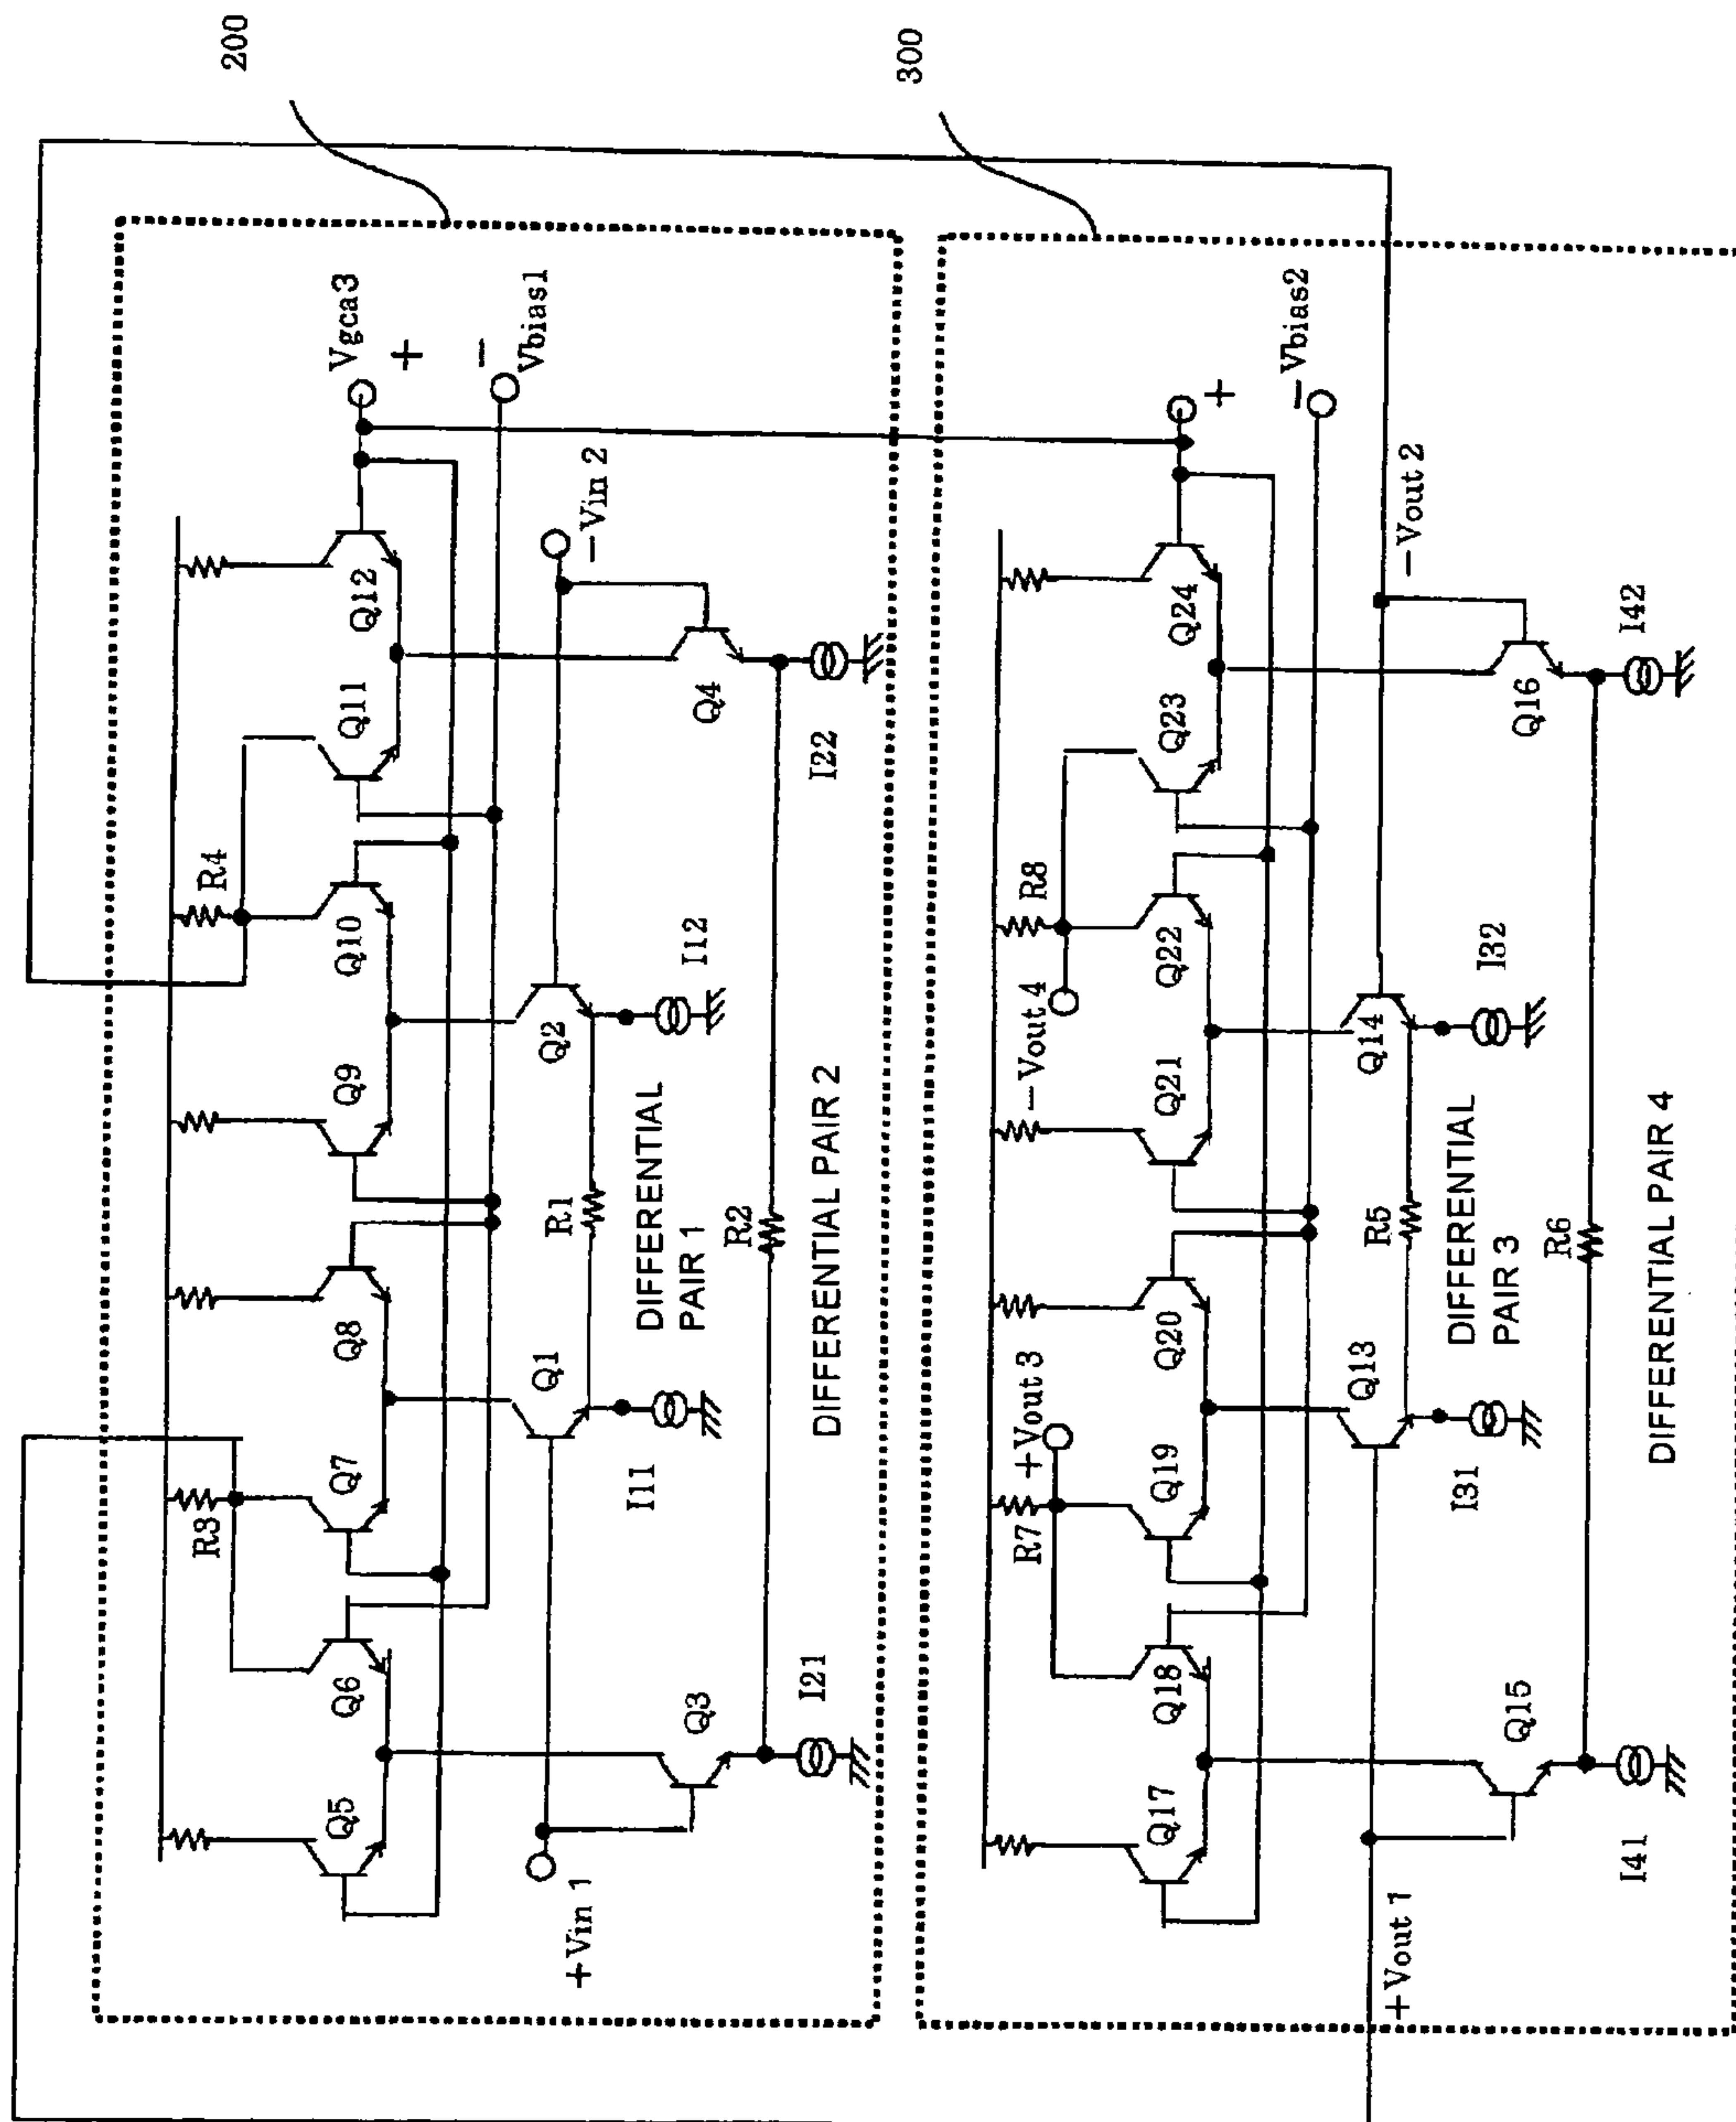 200
Vgca3
+
−
Vbias1
R3
R4
Q5
Q6
Q7
Q8
Q9
Q10
Q11
Q12
+Vin 1
−Vin 2
Q1
Q2
Q3
Q4
R1
I11
I12
DIFFERENTIAL
PAIR 1
R2
I21
I22
DIFFERENTIAL PAIR 2
300
+
−Vbias2
R7
+Vout 3
−Vout 4
R8
Q17
Q18
Q19
Q20
Q21
Q22
Q23
Q24
+Vout 1
−Vout 2
Q13
Q14
Q15
Q16
R5
I31
I32
DIFFERENTIAL
PAIR 3
R6
I41
I42
DIFFERENTIAL PAIR 4